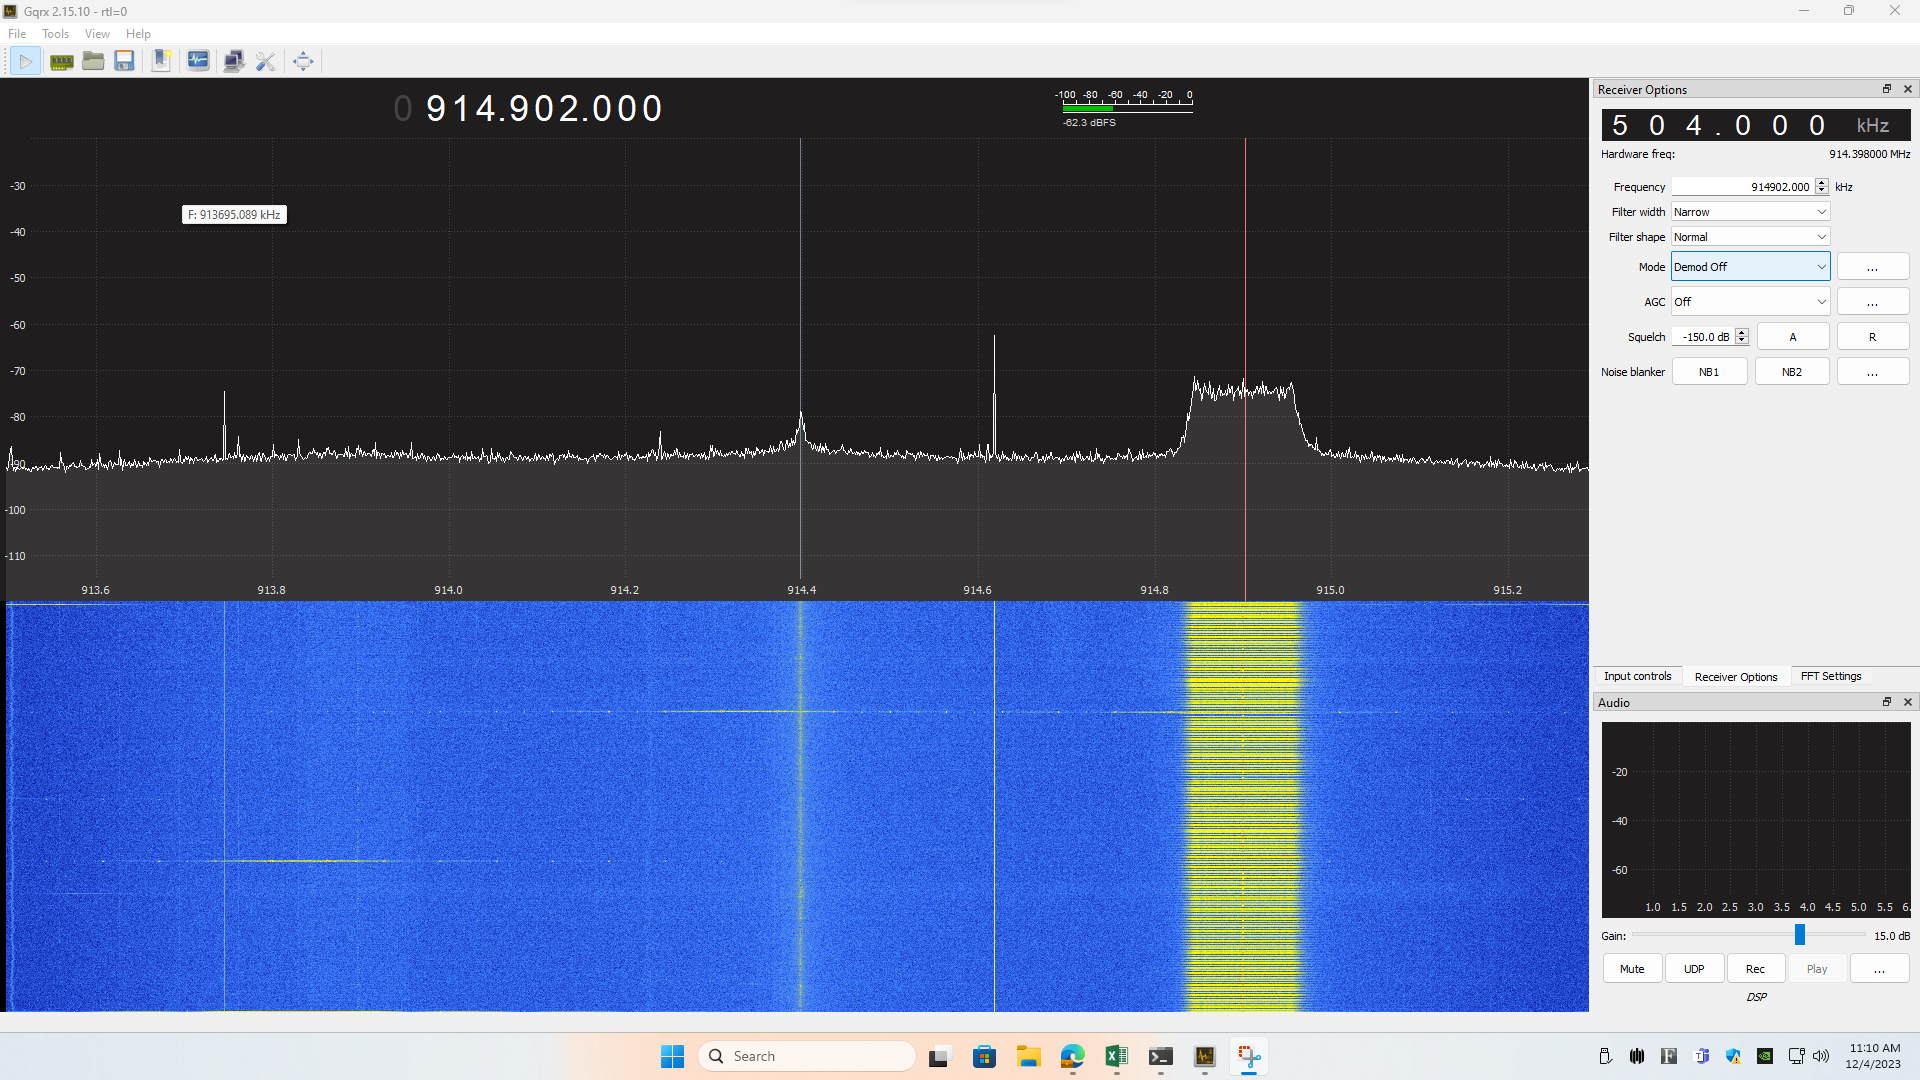 Gqrx 2.15.10 - rtl=0
File Tools View Help
0 914.902.000
-100 -80 -60 -40 -20 0
-62.3 dBFS
-30
-40
-50
-60
-70
-80
-90
-100
-110
F: 913695.089 kHz
913.6 913.8 914.0 914.2 914.4 914.6 914.8 915.0 915.2
Receiver Options
504.000 kHz
Hardware freq: 914.398000 MHz
Frequency 914902.000 kHz
Filter width Narrow
Filter shape Normal
Mode Demod Off ...
AGC Off ...
Squelch -150.0 dB A R
Noise blanker NB1 NB2 ...
Input controls Receiver Options FFT Settings
Audio
-20
-40
-60
1.0 1.5 2.0 2.5 3.0 3.5 4.0 4.5 5.0 5.5 6.
Gain: 15.0 dB
Mute UDP Rec Play ...
DSP
Search
11:10 AM
12/4/2023